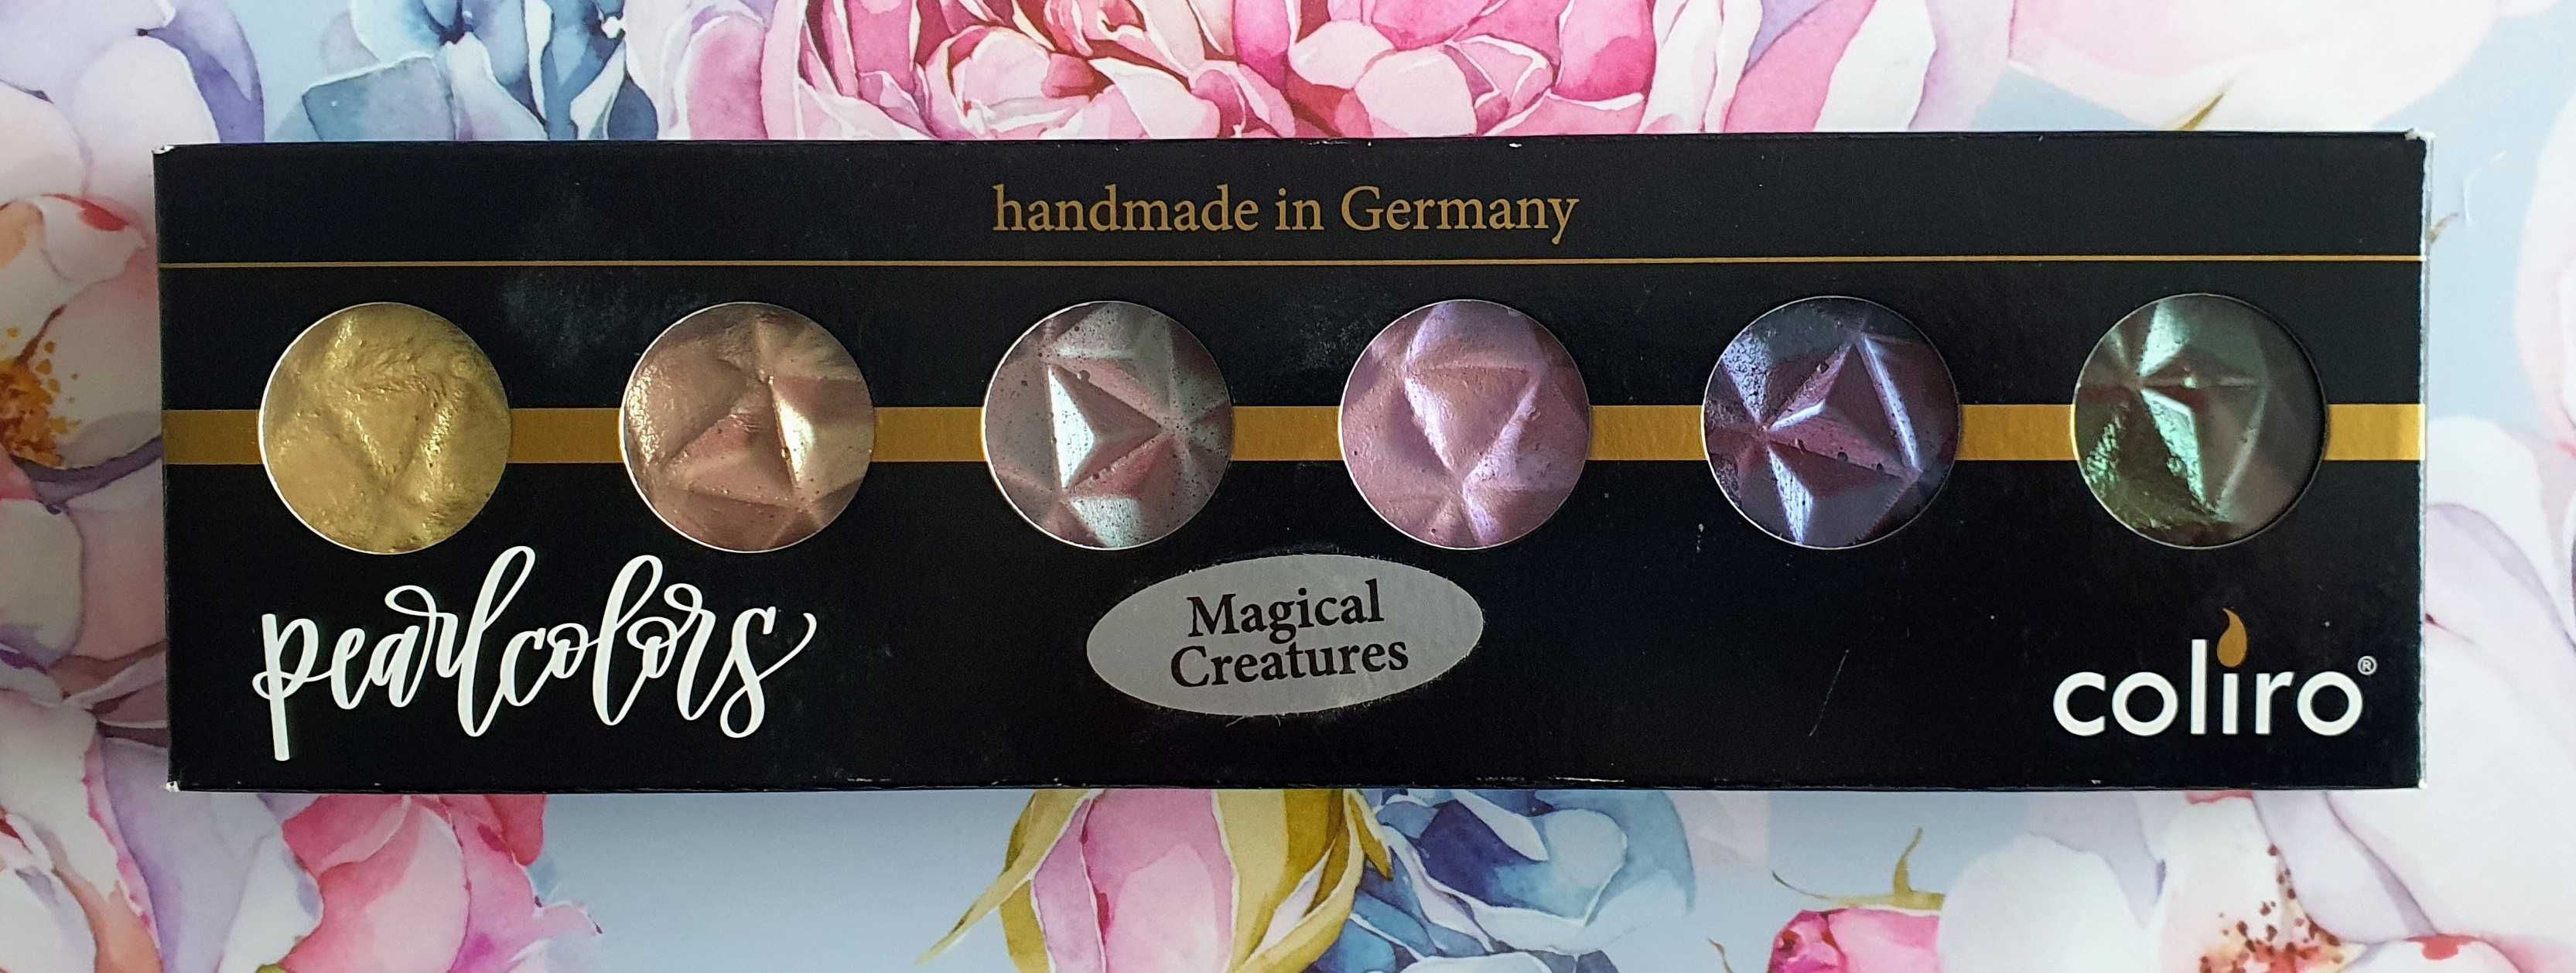 handmade in Germany
pearlcolors
Magical
Creatures
coliro®